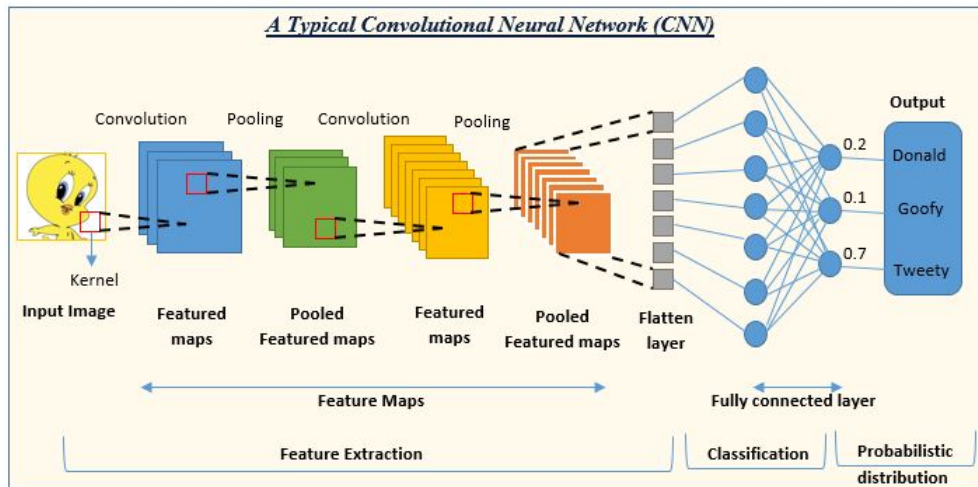 A Typical Convolutional Neural Network (CNN)
Convolution
Pooling
Convolution
Pooling
Output
0.2
Donald
0.1
Goofy
0.7
Tweety
Kernel
Input Image
Featured
maps
Pooled
Featured maps
Featured
maps
Pooled
Featured maps
Flatten
layer
Feature Maps
Fully connected layer
Feature Extraction
Classification
Probabilistic
distribution